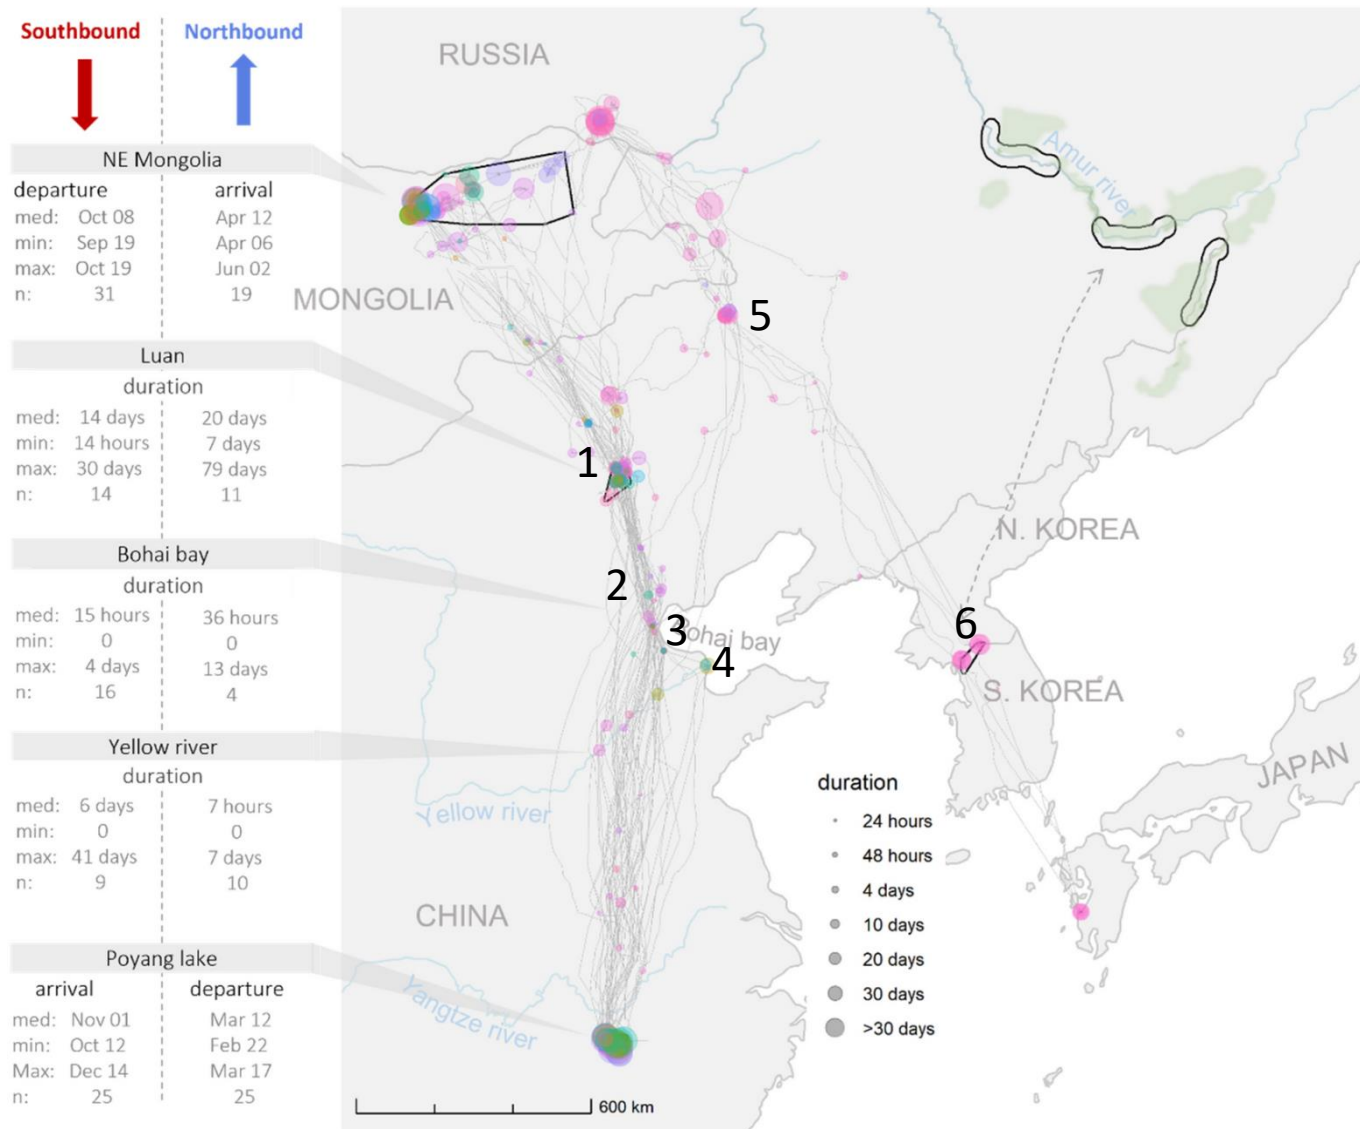 Southbound
Northbound
NE Mongolia
departure arrival
med: Oct 08 Apr 12
min: Sep 19 Apr 06
max: Oct 19 Jun 02
n: 31 19
Luan
duration
med: 14 days 20 days
min: 14 hours 7 days
max: 30 days 79 days
n: 14 11
Bohai bay
duration
med: 15 hours 36 hours
min: 0 0
max: 4 days 13 days
n: 16 4
Yellow river
duration
med: 6 days 7 hours
min: 0 0
max: 41 days 7 days
n: 9 10
Poyang lake
arrival departure
med: Nov 01 Mar 12
min: Oct 12 Feb 22
Max: Dec 14 Mar 17
n: 25 25
RUSSIA
Amur river
MONGOLIA
5
1
N. KOREA
2
6
3
Bohai bay
4
S. KOREA
JAPAN
Yellow river
CHINA
Yangtze river
duration
24 hours
48 hours
4 days
10 days
20 days
30 days
>30 days
600 km